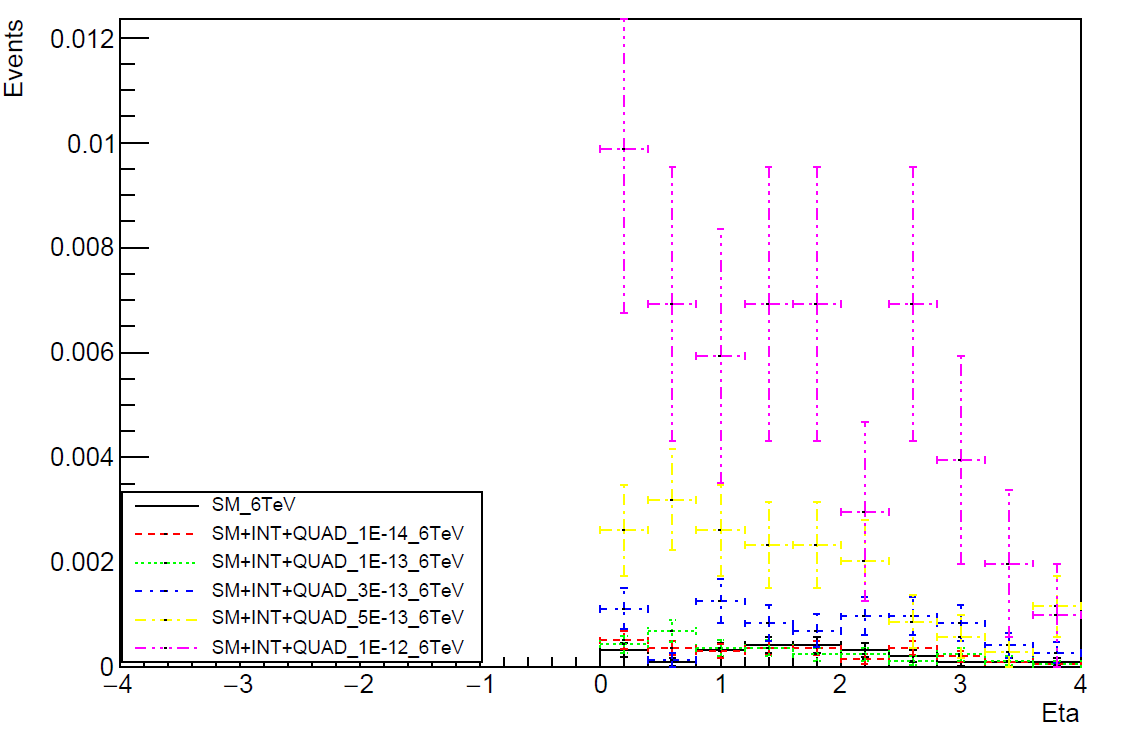 Events
0.012
0.01
0.008
0.006
0.004
0.002
0
SM_6TeV
SM+INT+QUAD_1E-14_6TeV
SM+INT+QUAD_1E-13_6TeV
SM+INT+QUAD_3E-13_6TeV
SM+INT+QUAD_5E-13_6TeV
SM+INT+QUAD_1E-12_6TeV
−4 −3 −2 −1 0 1 2 3 4
Eta